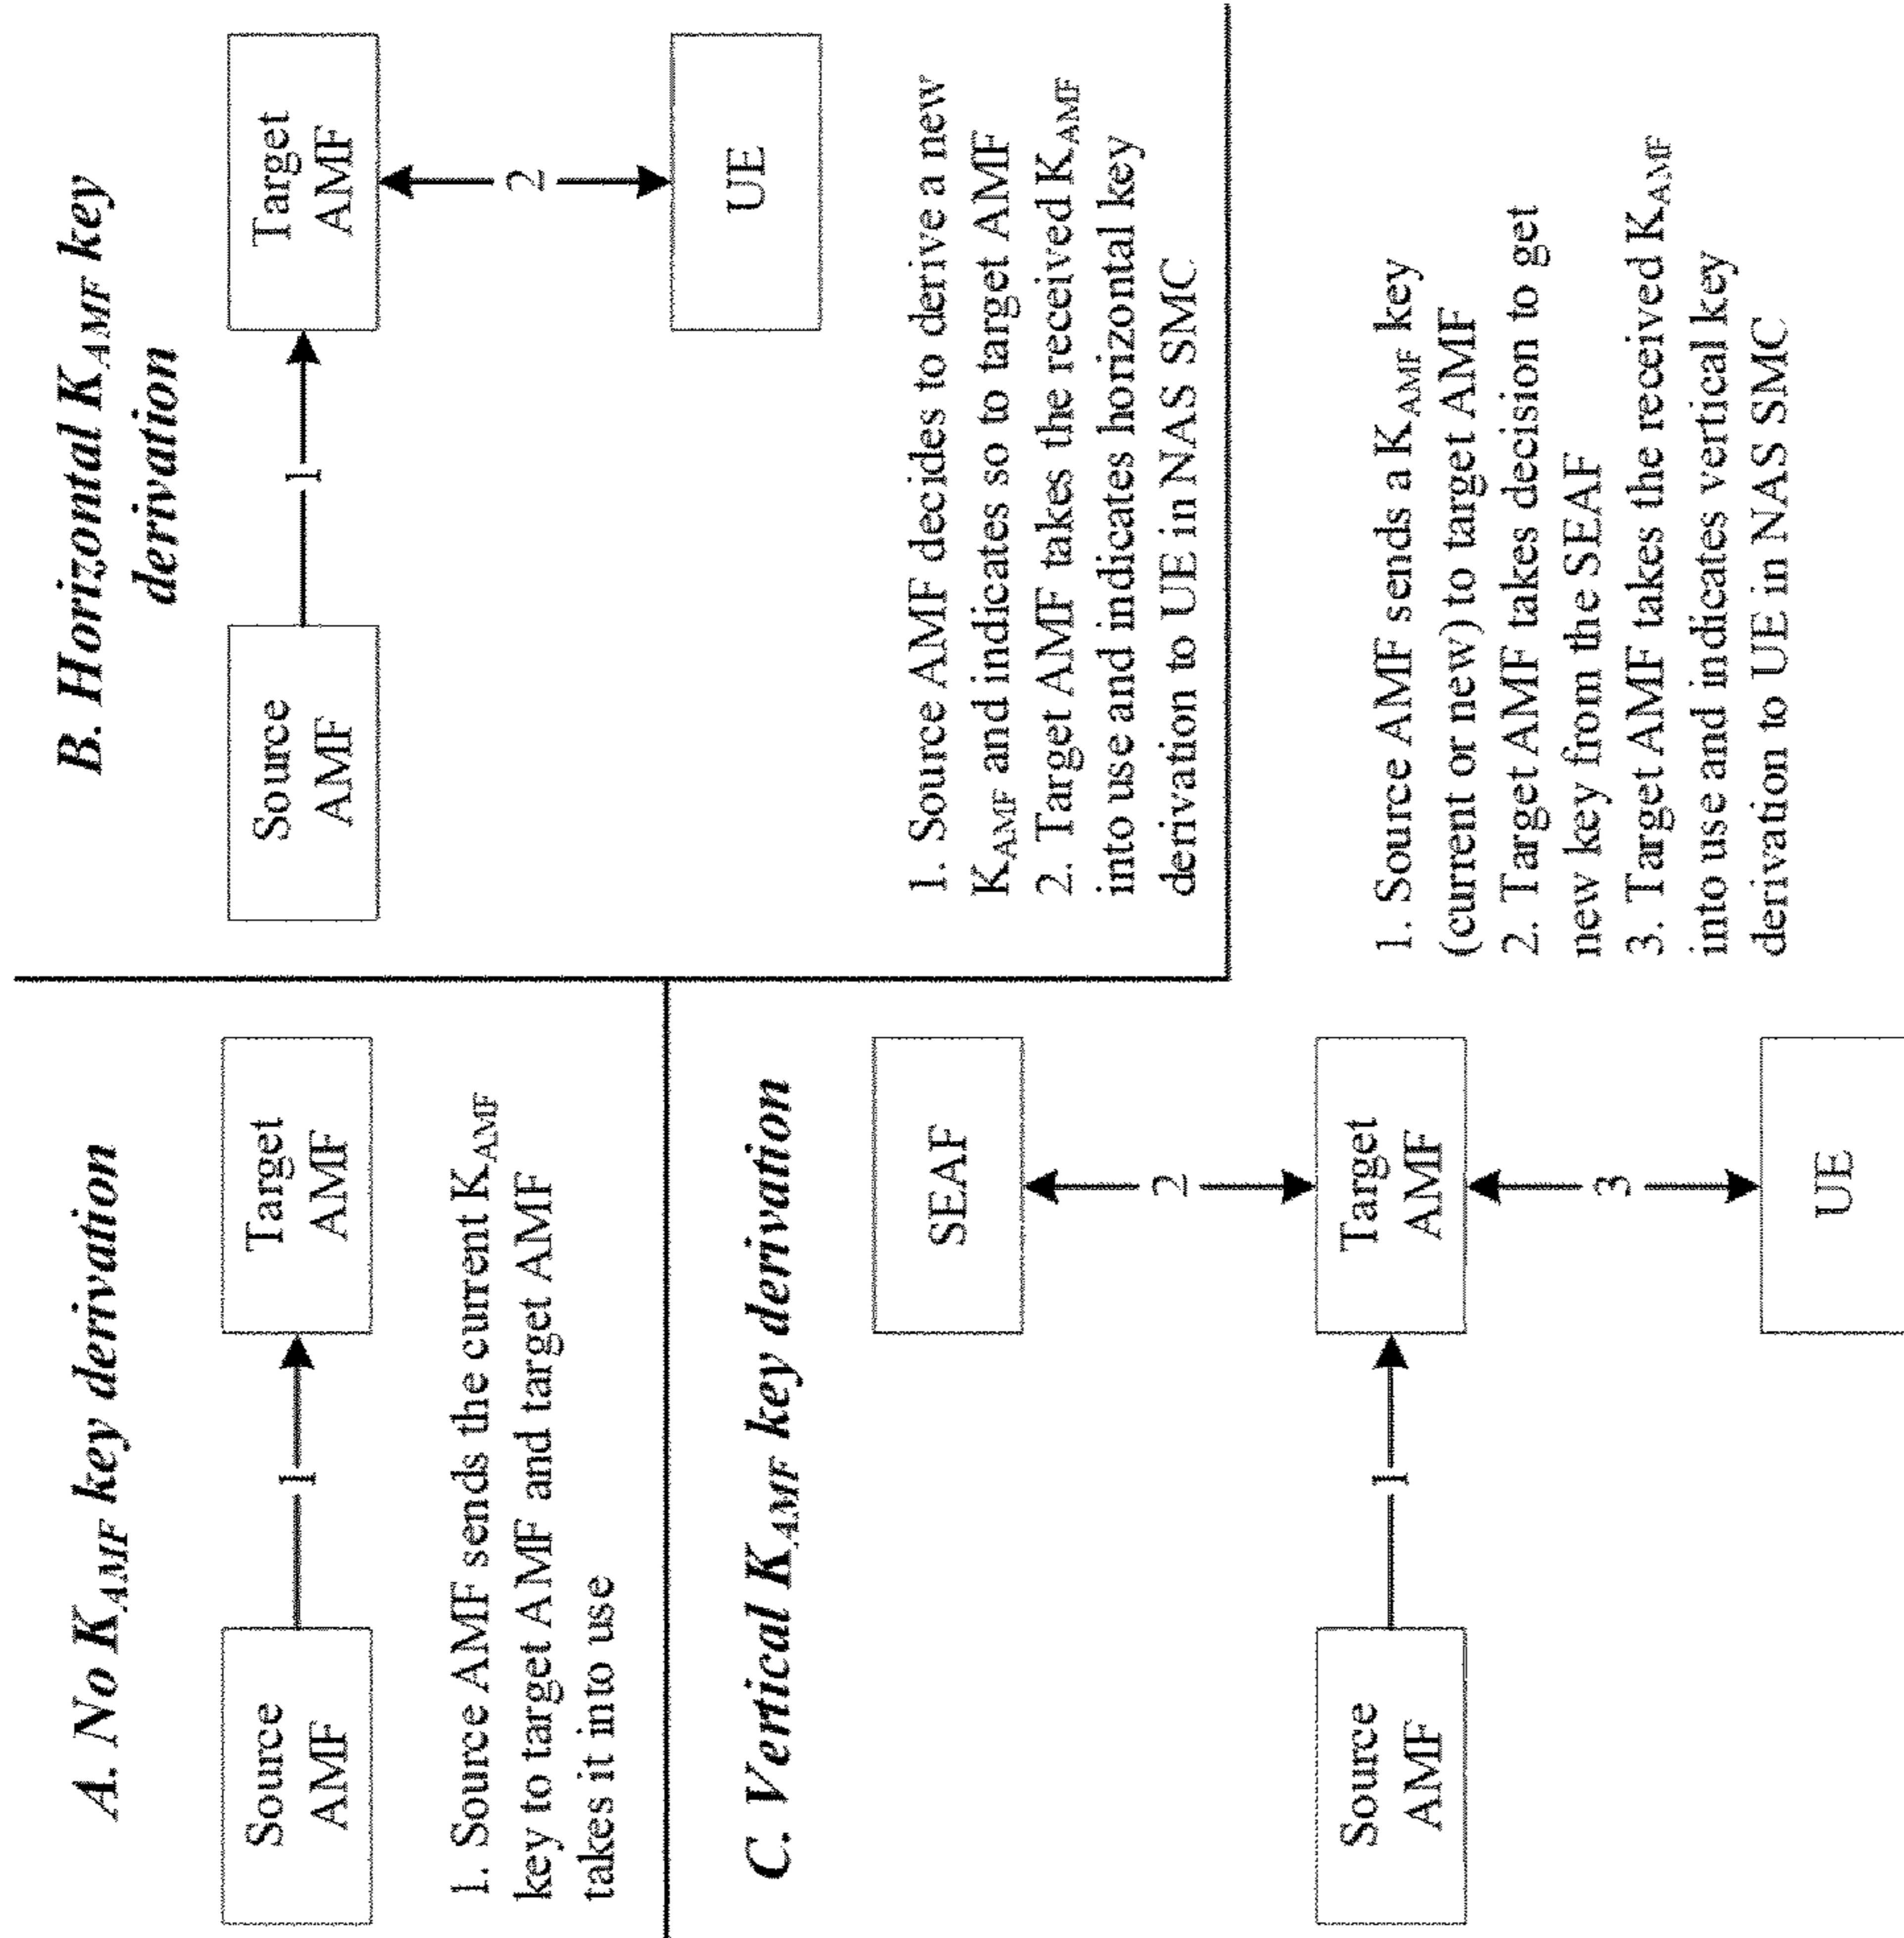 A. No K_AMF key derivation
Source
AMF
1
Target
AMF
1. Source AMF sends the current K_AMF
key to target AMF and target AMF
takes it into use
B. Horizontal K_AMF key
derivation
Source
AMF
1
Target
AMF
2
UE
1. Source AMF decides to derive a new
K_AMF and indicates so to target AMF
2. Target AMF takes the received K_AMF
into use and indicates horizontal key
derivation to UE in NAS SMC
C. Vertical K_AMF key derivation
SEAF
2
Source
AMF
1
Target
AMF
3
UE
1. Source AMF sends a K_AMF key
(current or new) to target AMF
2. Target AMF takes decision to get
new key from the SEAF
3. Target AMF takes the received K_AMF
into use and indicates vertical key
derivation to UE in NAS SMC